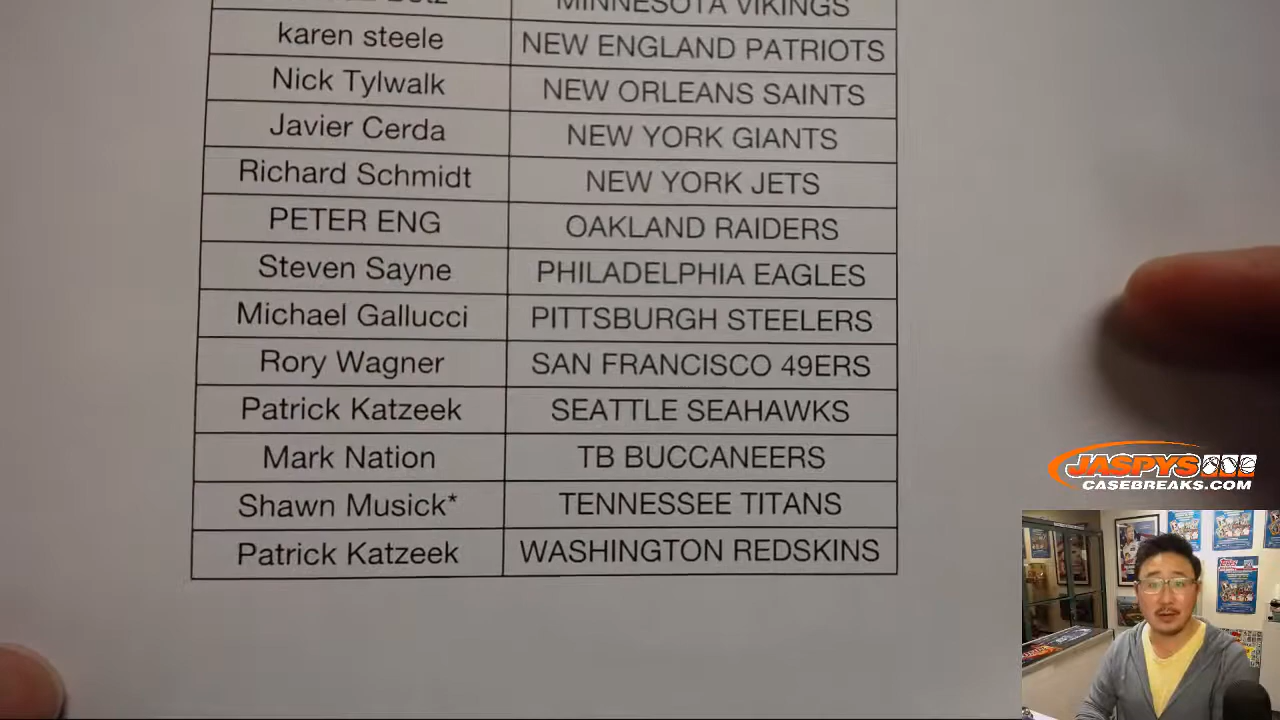 MINNESOTA VIKINGS
karen steele NEW ENGLAND PATRIOTS
Nick Tylwalk NEW ORLEANS SAINTS
Javier Cerda NEW YORK GIANTS
Richard Schmidt NEW YORK JETS
PETER ENG OAKLAND RAIDERS
Steven Sayne PHILADELPHIA EAGLES
Michael Gallucci PITTSBURGH STEELERS
Rory Wagner SAN FRANCISCO 49ERS
Patrick Katzeek SEATTLE SEAHAWKS
Mark Nation TB BUCCANEERS
Shawn Musick* TENNESSEE TITANS
Patrick Katzeek WASHINGTON REDSKINS
JASPYS
CASEBREAKS.COM